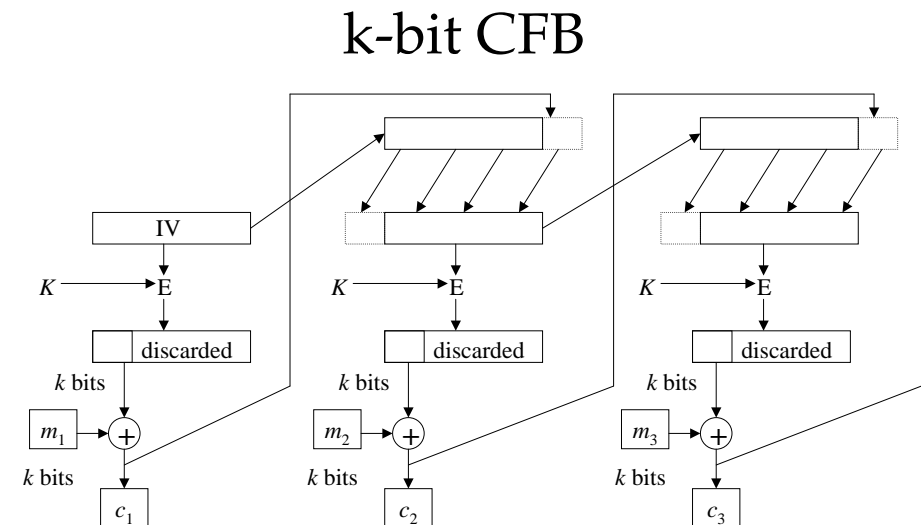 k-bit CFB
IV
K E K E K E
discarded discarded discarded
k bits k bits k bits
m1 + m2 + m3 +
k bits k bits k bits
c1 c2 c3